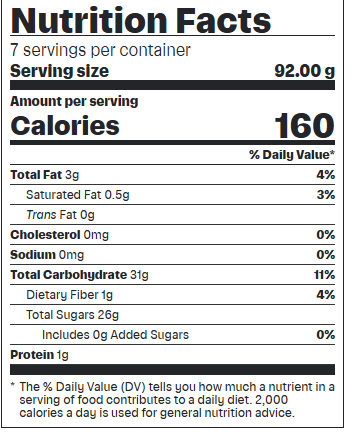 Nutrition Facts
7 servings per container
Serving size 92.00 g
Amount per serving
Calories 160
% Daily Value*
Total Fat 3g 4%
Saturated Fat 0.5g 3%
Trans Fat 0g
Cholesterol 0mg 0%
Sodium 0mg 0%
Total Carbohydrate 31g 11%
Dietary Fiber 1g 4%
Total Sugars 26g
Includes 0g Added Sugars 0%
Protein 1g
* The % Daily Value (DV) tells you how much a nutrient in a
serving of food contributes to a daily diet. 2,000
calories a day is used for general nutrition advice.